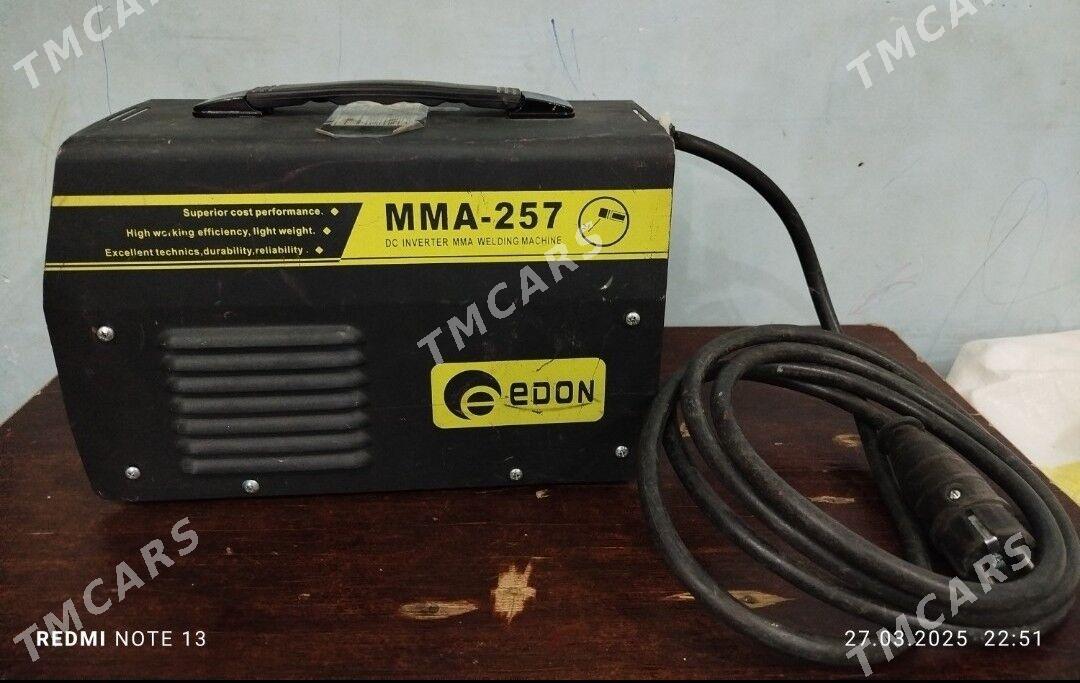 TMCARS
TMCARS
Superior cost performance.
High working efficiency, light weight.
Excellent technics,durability,reliability.
MMA-257
DC INVERTER MMA WELDING MACHINE
TMCARS
e eDON
TMCARS
TMCARS
TMCARS
REDMI NOTE 13
27.03.2025 22:51